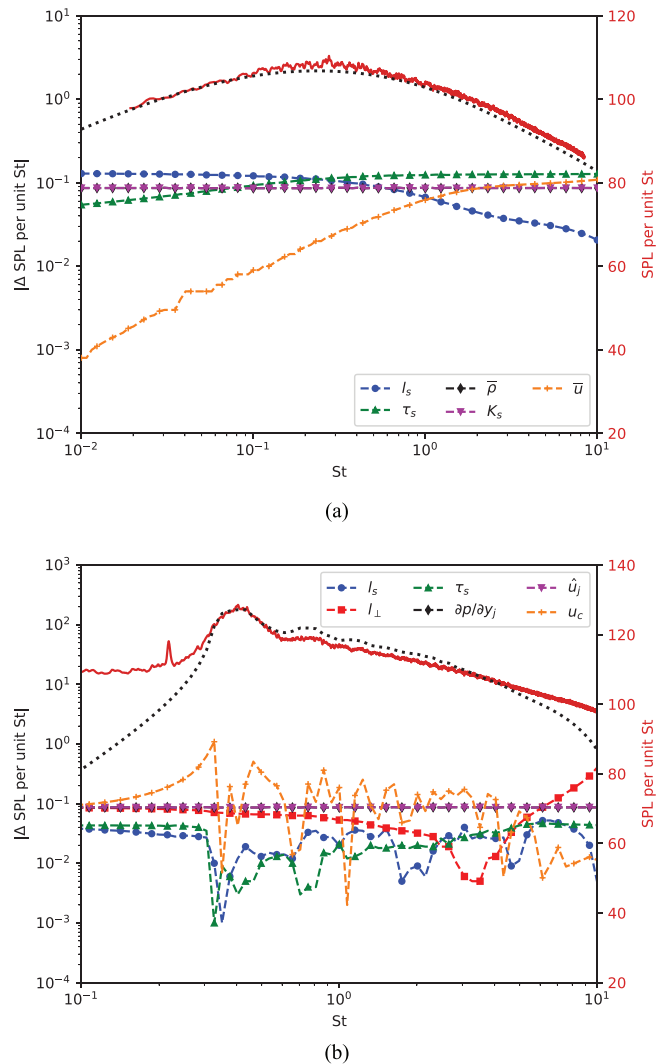 10^1
10^0
10^-1
10^-2
10^-3
10^-4
|Δ SPL per unit St|
120
100
80
60
40
20
SPL per unit St
l_s
τ_s
ρ̅
K_s
u̅
10^-2
10^-1
10^0
10^1
St
(a)
10^3
10^2
10^1
10^0
10^-1
10^-2
10^-3
10^-4
|Δ SPL per unit St|
140
120
100
80
60
40
20
SPL per unit St
l_s
l_⊥
τ_s
∂p/∂y_j
û_j
u_c
10^-1
10^0
10^1
St
(b)